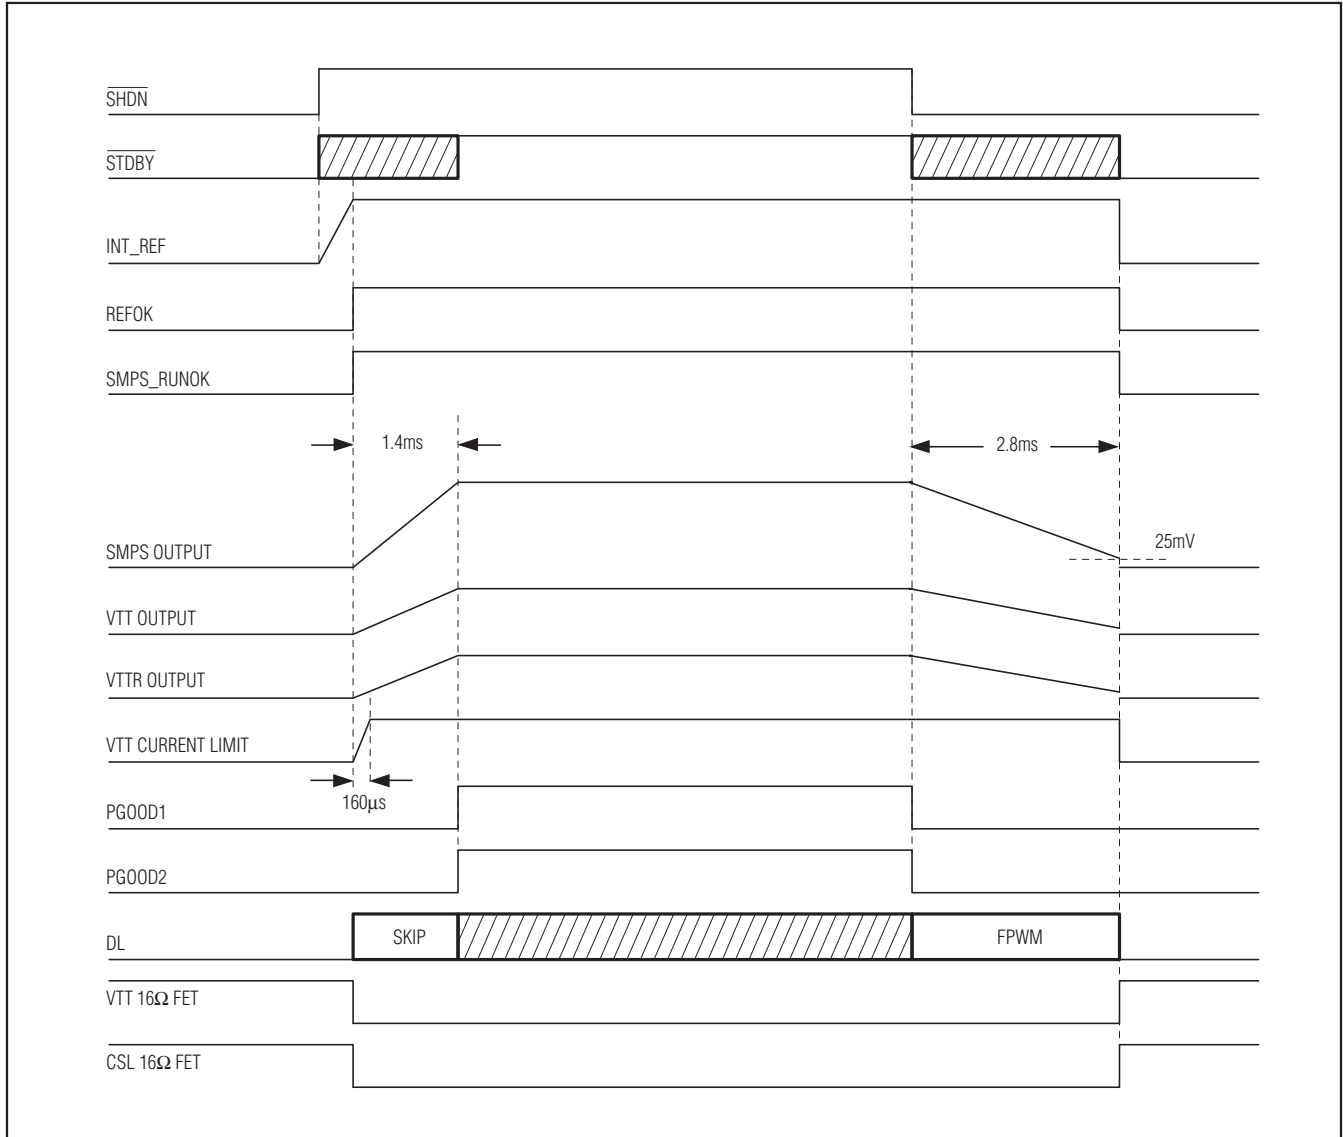 SHDN
STDBY
INT_REF
REFOK
SMPS_RUNOK
1.4ms
2.8ms
SMPS OUTPUT
25mV
VTT OUTPUT
VTTR OUTPUT
VTT CURRENT LIMIT
160μs
PGOOD1
PGOOD2
DL
SKIP
FPWM
VTT 16Ω FET
CSL 16Ω FET